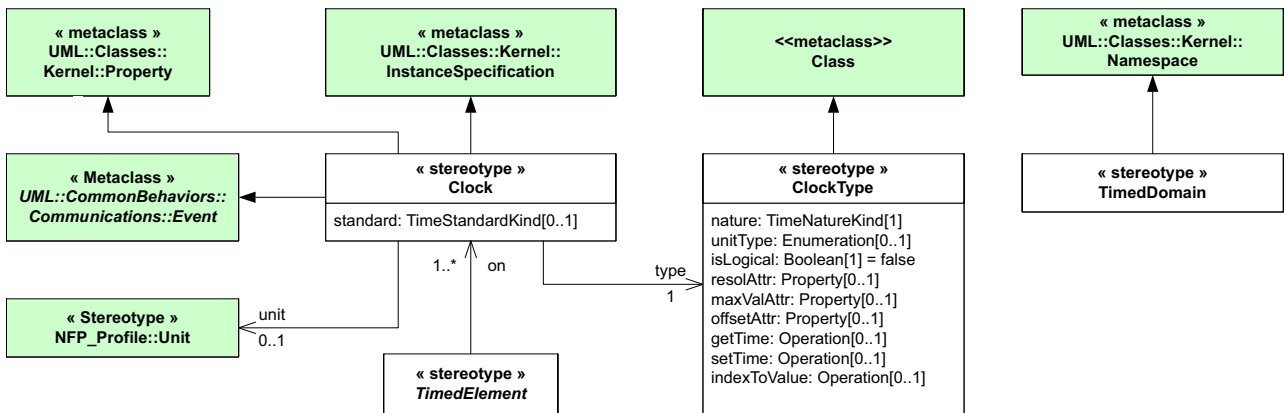 « metaclass »
UML::Classes::
Kernel::Property
« metaclass »
UML::Classes::Kernel::
InstanceSpecification
<<metaclass>>
Class
« metaclass »
UML::Classes::Kernel::
Namespace
« Metaclass »
UML::CommonBehaviors::
Communications::Event
« stereotype »
Clock
standard: TimeStandardKind[0..1]
« stereotype »
ClockType
nature: TimeNatureKind[1]
unitType: Enumeration[0..1]
isLogical: Boolean[1] = false
resolAttr: Property[0..1]
maxValAttr: Property[0..1]
offsetAttr: Property[0..1]
getTime: Operation[0..1]
setTime: Operation[0..1]
indexToValue: Operation[0..1]
« stereotype »
TimedDomain
1..*
on
type
1
unit
0..1
« Stereotype »
NFP_Profile::Unit
« stereotype »
TimedElement